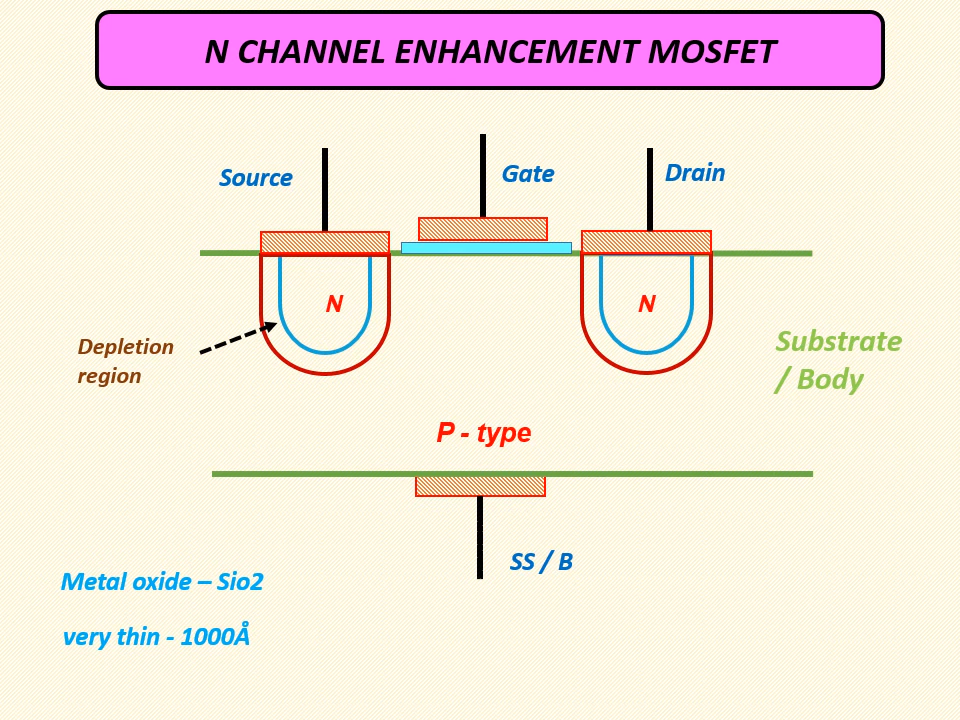 N CHANNEL ENHANCEMENT MOSFET
Source
Gate
Drain
N
N
Depletion
region
Substrate
/ Body
P - type
SS / B
Metal oxide – Sio2
very thin - 1000Å